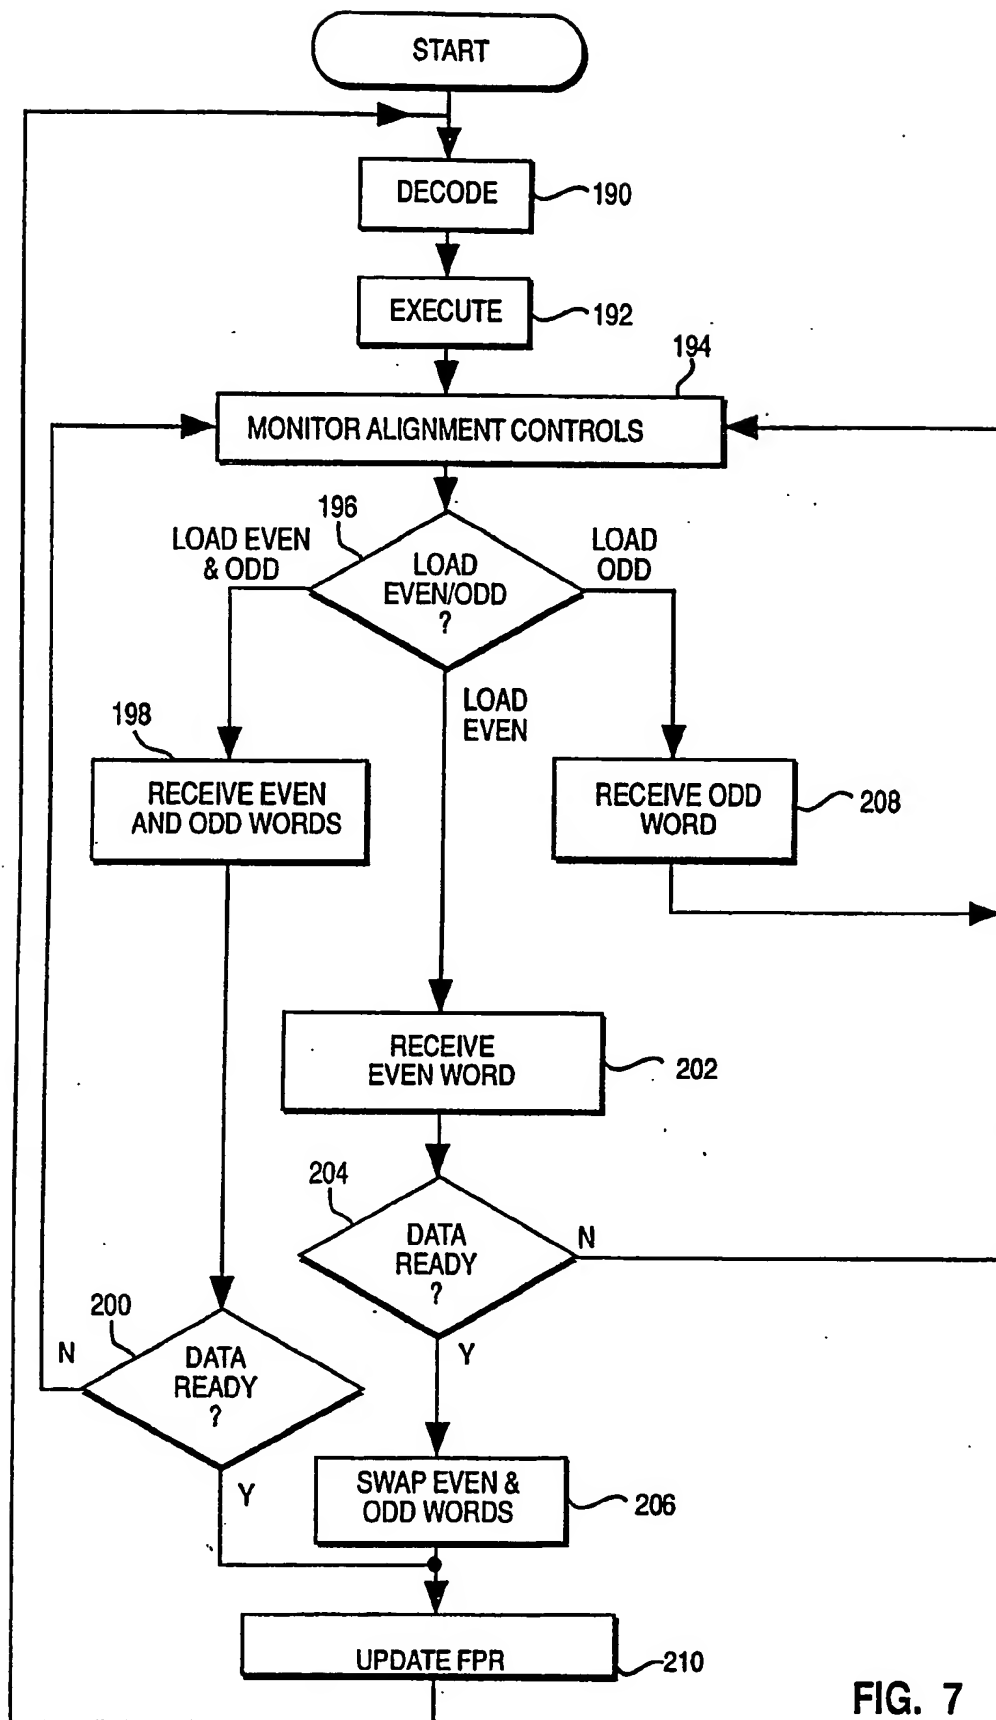 START
DECODE
190
EXECUTE
192
194
MONITOR ALIGNMENT CONTROLS
196
LOAD EVEN
& ODD
LOAD
EVEN/ODD
?
LOAD
ODD
LOAD
EVEN
198
RECEIVE EVEN
AND ODD WORDS
RECEIVE ODD
WORD
208
RECEIVE
EVEN WORD
202
204
DATA
READY
?
N
Y
200
N
DATA
READY
?
Y
SWAP EVEN &
ODD WORDS
206
UPDATE FPR
210
FIG. 7